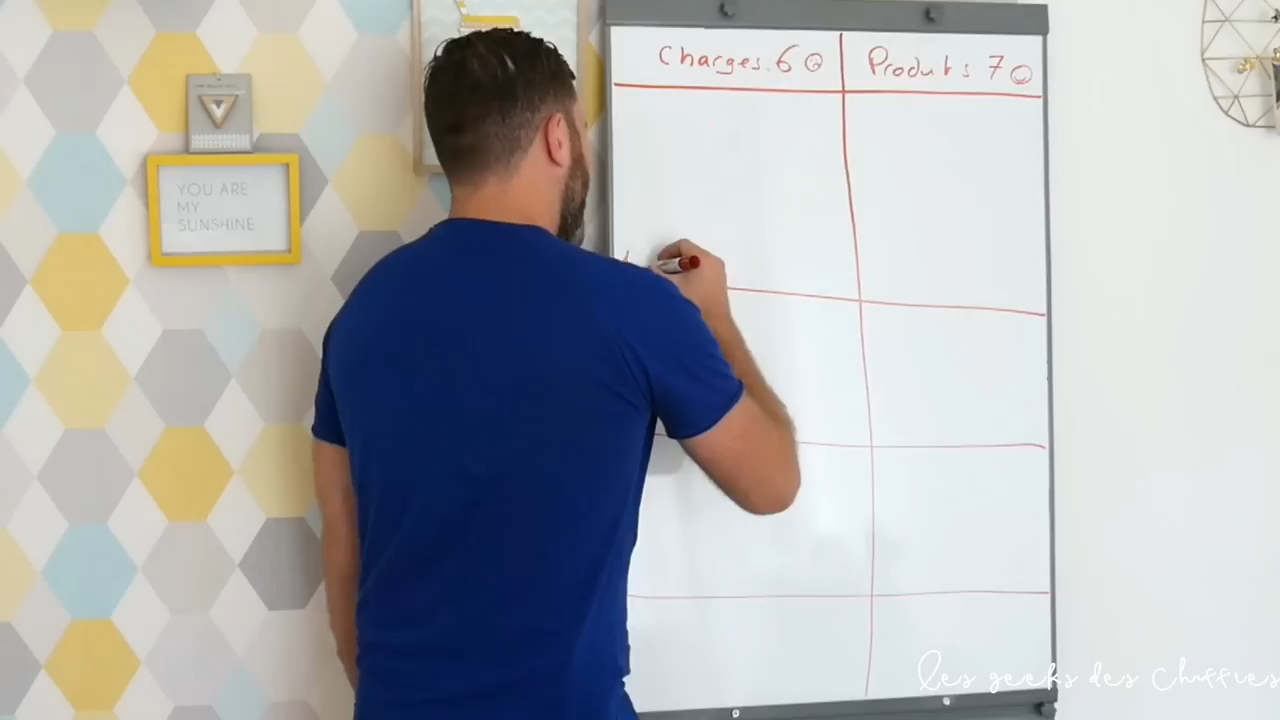 Charges 6
Produits 7
YOU ARE
MY
SUNSHINE
les geeks des chiffres